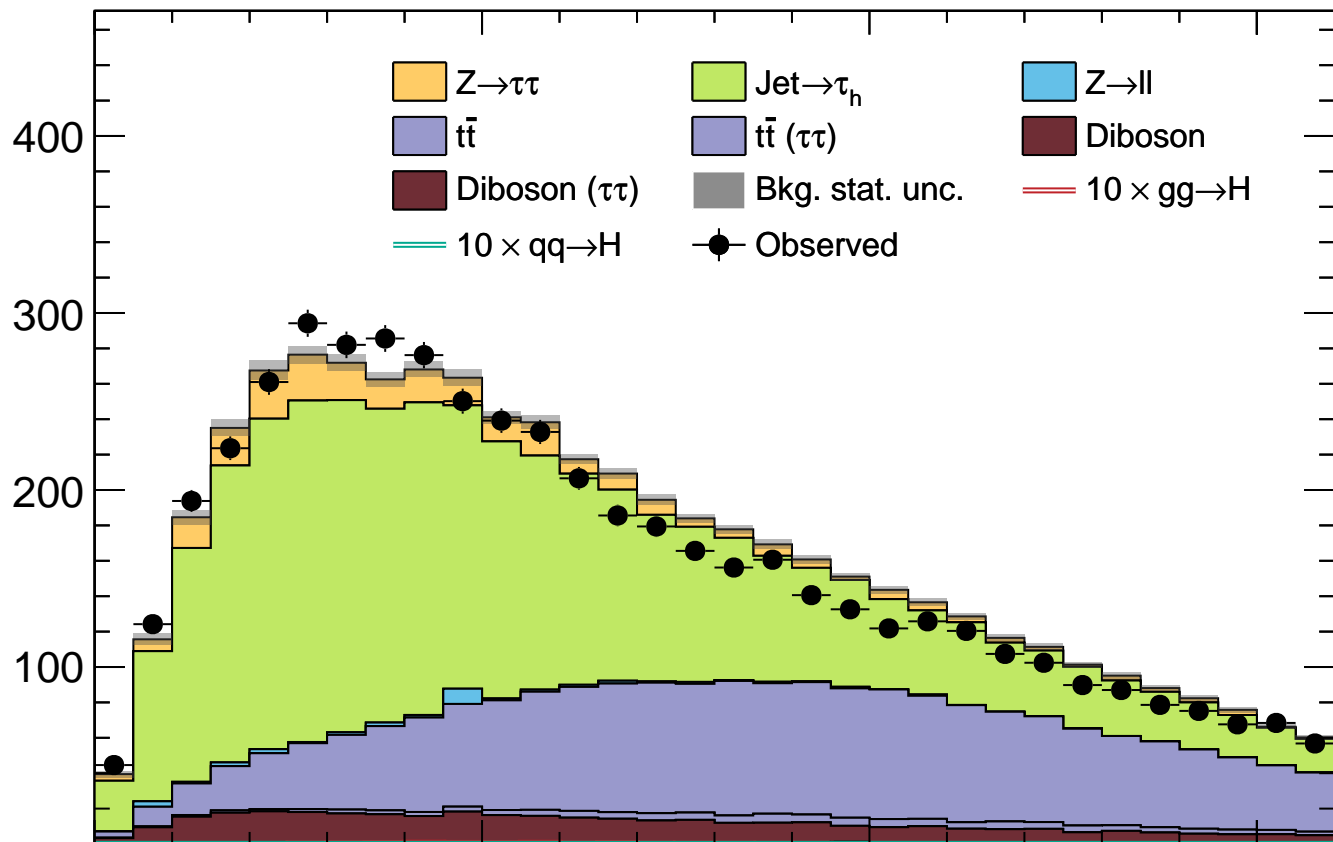 Z→ττ Jet→τₕ Z→ll
tt̄ tt̄ (ττ) Diboson
Diboson (ττ) Bkg. stat. unc. 10 × gg→H
10 × qq→H Observed
400
300
200
100